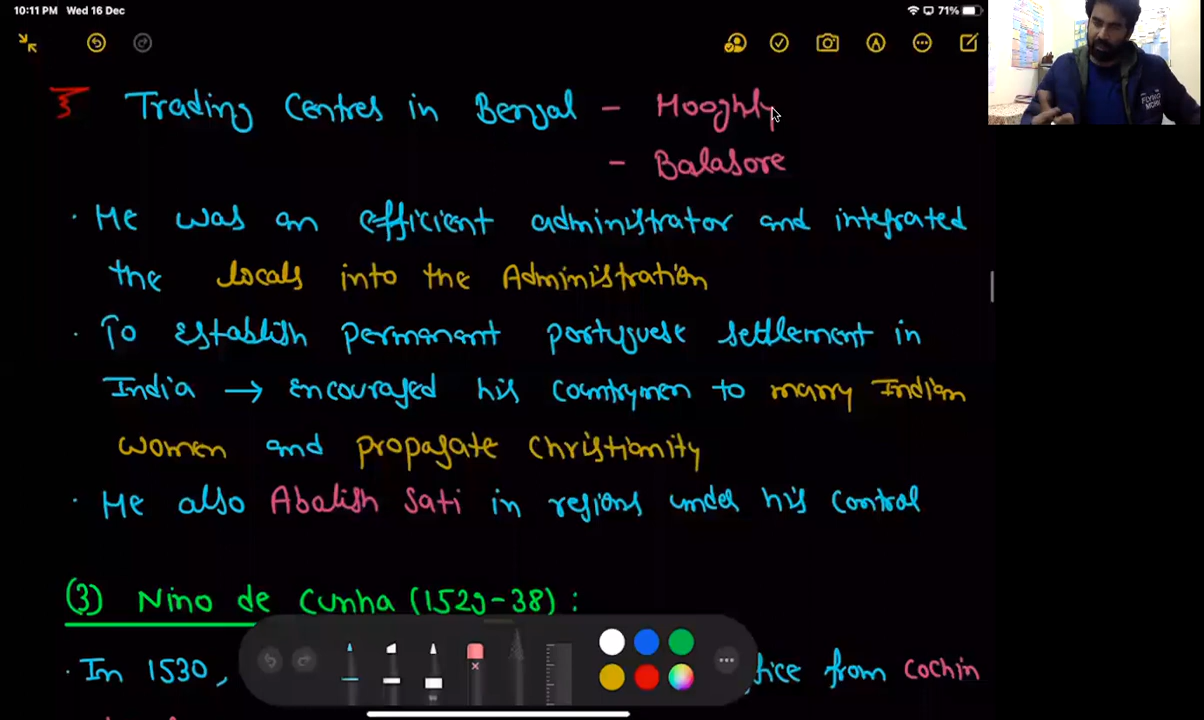 10:11 PM Wed 16 Dec
71%
Trading Centres in Bengal - Hooghly
- Balasore
FLYING
· He was an efficient administrator and integrated
the locals into the Administration
· To Establish permanant portuguese settlement in
India → encouraged his countrymen to marry Indian
women and propagate Christianity
· He also Abolish Sati in regions under his control
(3) Nino de Cunha (1529-38) :
· In 1530,
from Cochin